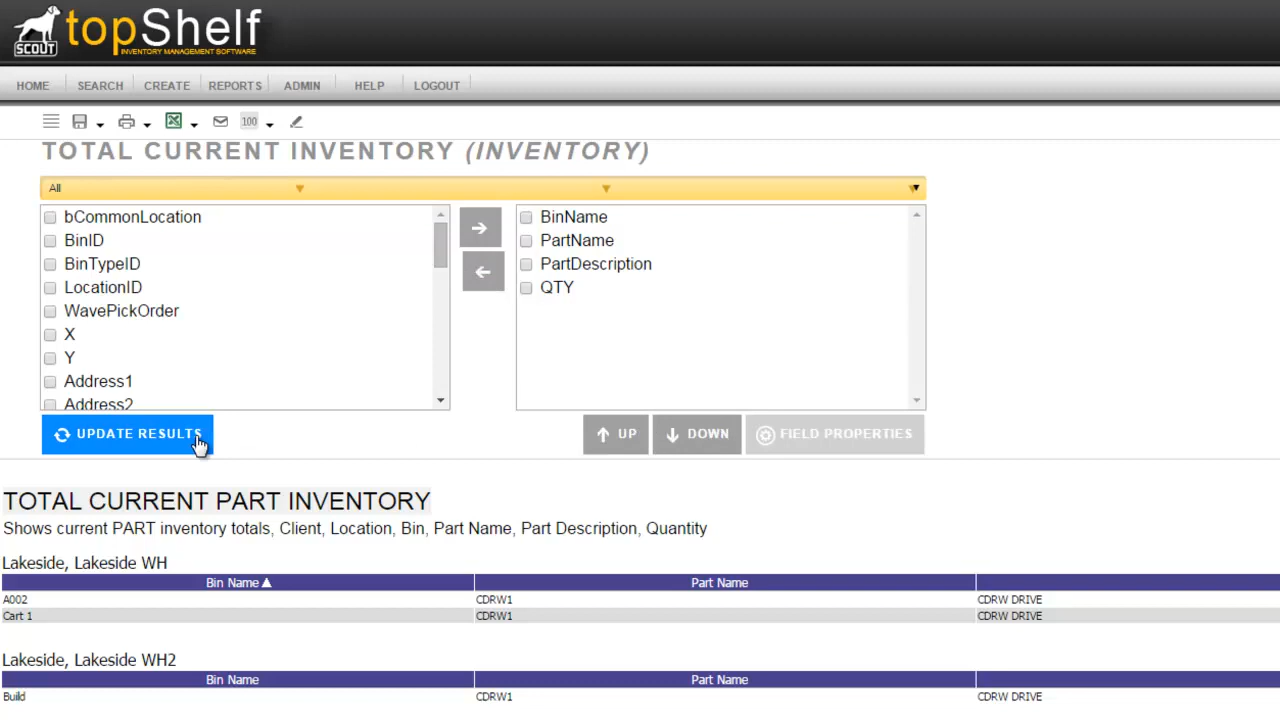 SCOUT
topShelf
INVENTORY MANAGEMENT SOFTWARE
HOME SEARCH CREATE REPORTS ADMIN HELP LOGOUT
100
TOTAL CURRENT INVENTORY (INVENTORY)
All
bCommonLocation
BinID
BinTypeID
LocationID
WavePickOrder
X
Y
Address1
Address2
BinName
PartName
PartDescription
QTY
UPDATE RESULTS
UP
DOWN
FIELD PROPERTIES
TOTAL CURRENT PART INVENTORY
Shows current PART inventory totals, Client, Location, Bin, Part Name, Part Description, Quantity
Lakeside, Lakeside WH
Bin Name Part Name
A002 CDRW1 CDRW DRIVE
Cart 1 CDRW1 CDRW DRIVE
Lakeside, Lakeside WH2
Bin Name Part Name
Build CDRW1 CDRW DRIVE